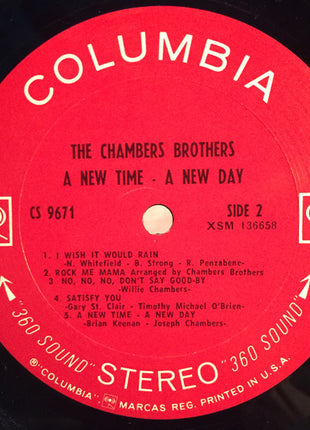 COLUMBIA
THE CHAMBERS BROTHERS
A NEW TIME - A NEW DAY
CS 9671
SIDE 2
XSM 136658
1. I WISH IT WOULD RAIN
-N. Whitefield - B. Strong - R. Penzabene-
2. ROCK ME MAMA Arranged by Chambers Brothers
3. NO, NO, NO, DON'T SAY GOOD-BY
-Willie Chambers-
4. SATISFY YOU
-Gary St. Clair - Timothy Michael O'Brien-
5. A NEW TIME - A NEW DAY
-Brian Keenan - Joseph Chambers-
"360 SOUND" STEREO "360 SOUND"
℗"COLUMBIA", MARCAS REG. PRINTED IN U.S.A.